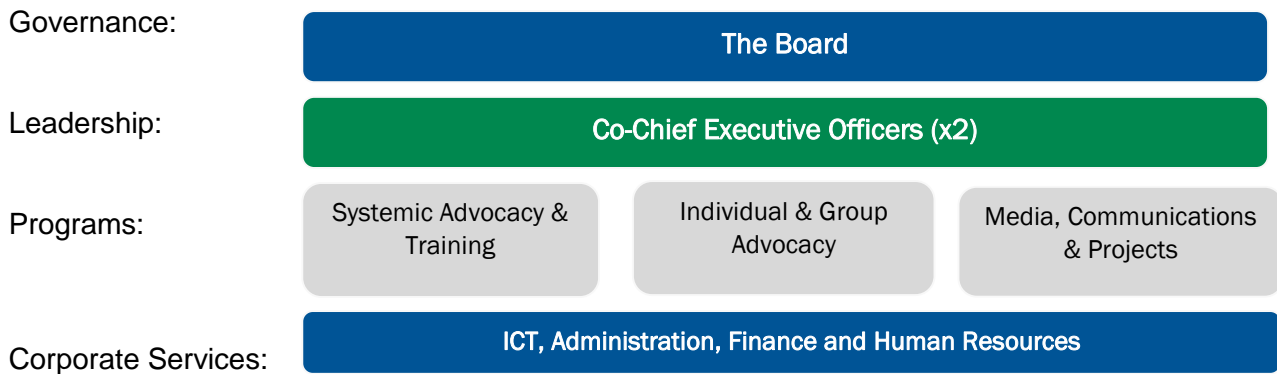 Governance:
The Board
Leadership:
Co-Chief Executive Officers (x2)
Programs:
Systemic Advocacy &
Training
Individual & Group
Advocacy
Media, Communications
& Projects
Corporate Services:
ICT, Administration, Finance and Human Resources